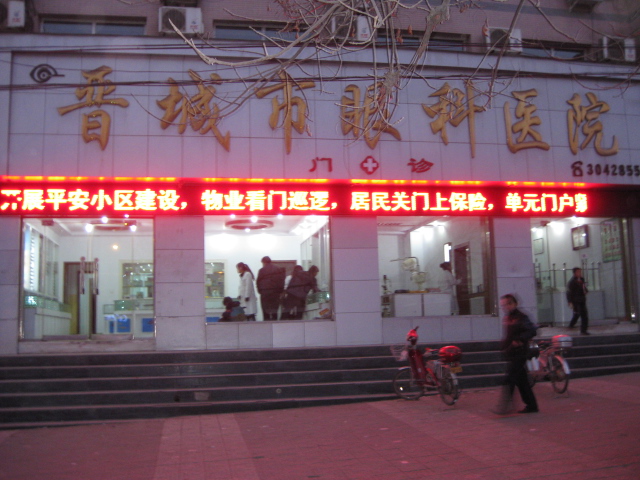 晋城市眼科医院
门诊
3042855
开展平安小区建设，物业看门巡逻，居民关门上保险，单元门户